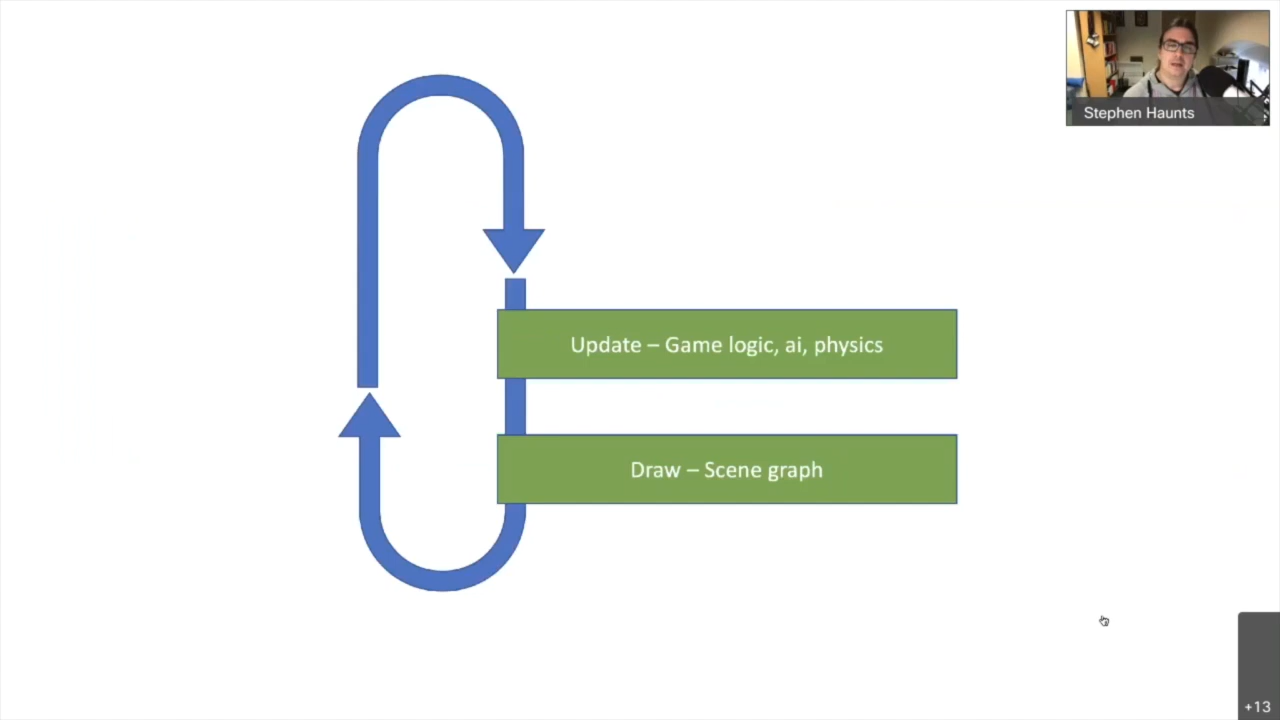 Stephen Haunts
Update – Game logic, ai, physics
Draw – Scene graph
+13